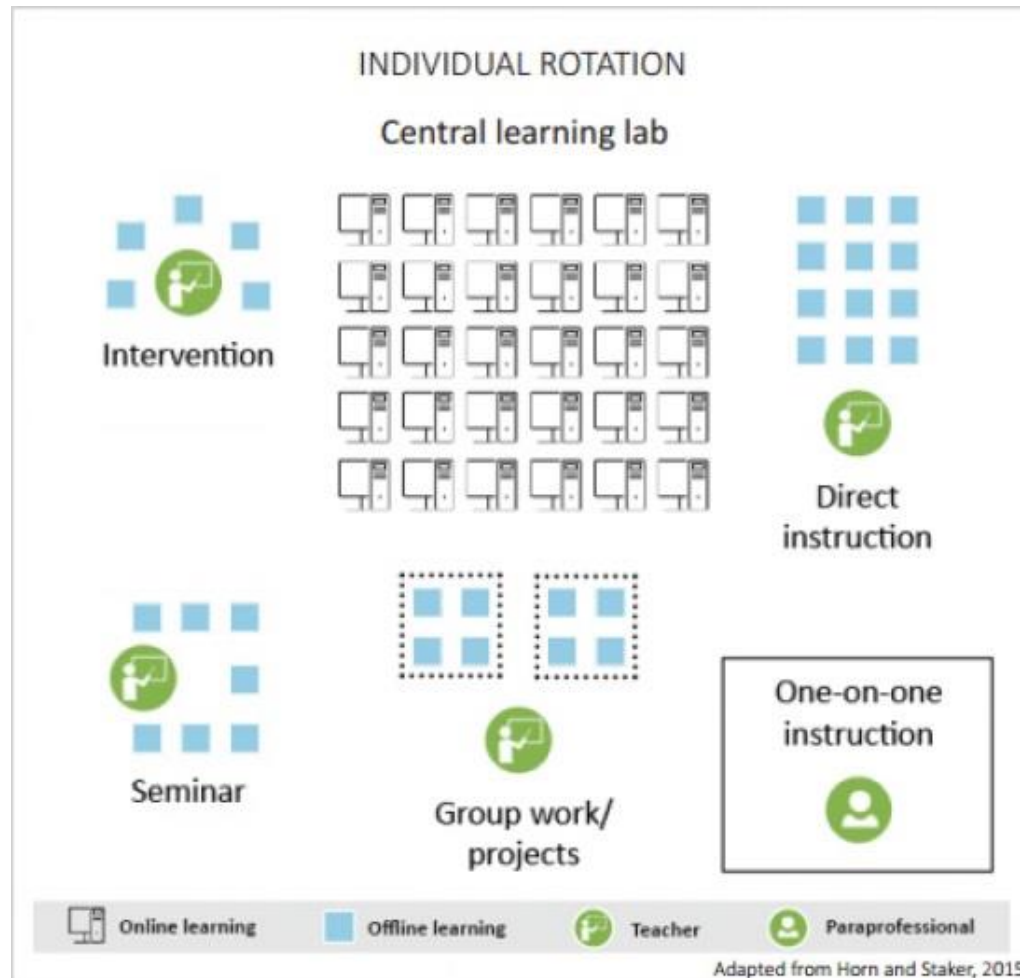 INDIVIDUAL ROTATION
Central learning lab
Intervention
Direct
instruction
Seminar
Group work/
projects
One-on-one
instruction
Online learning
Offline learning
Teacher
Paraprofessional
Adapted from Horn and Staker, 2015